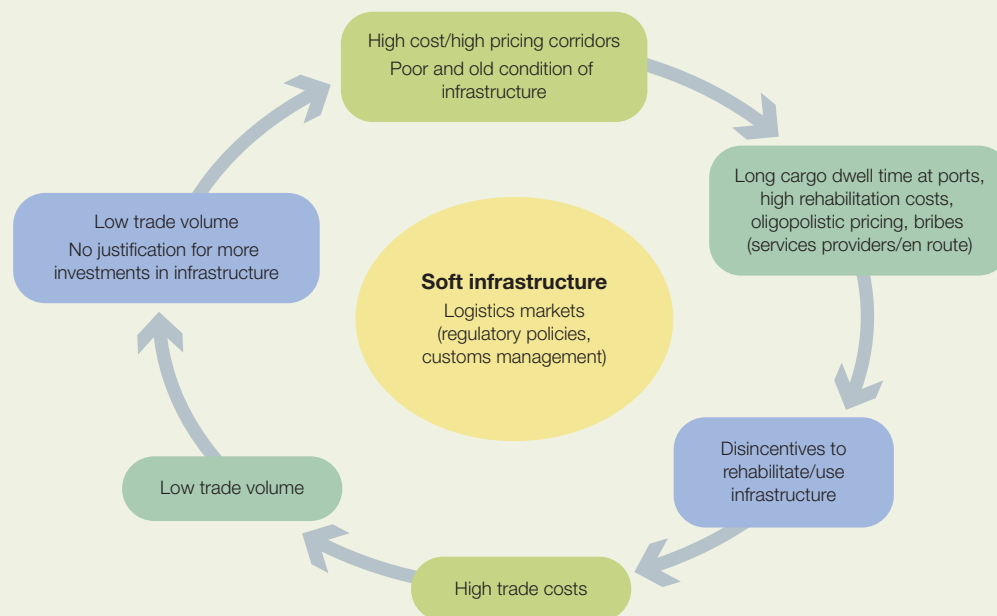 High cost/high pricing corridors
Poor and old condition of
infrastructure
Long cargo dwell time at ports,
high rehabilitation costs,
oligopolistic pricing, bribes
(services providers/en route)
Low trade volume
No justification for more
investments in infrastructure
Soft infrastructure
Logistics markets
(regulatory policies,
customs management)
Disincentives to
rehabilitate/use
infrastructure
Low trade volume
High trade costs